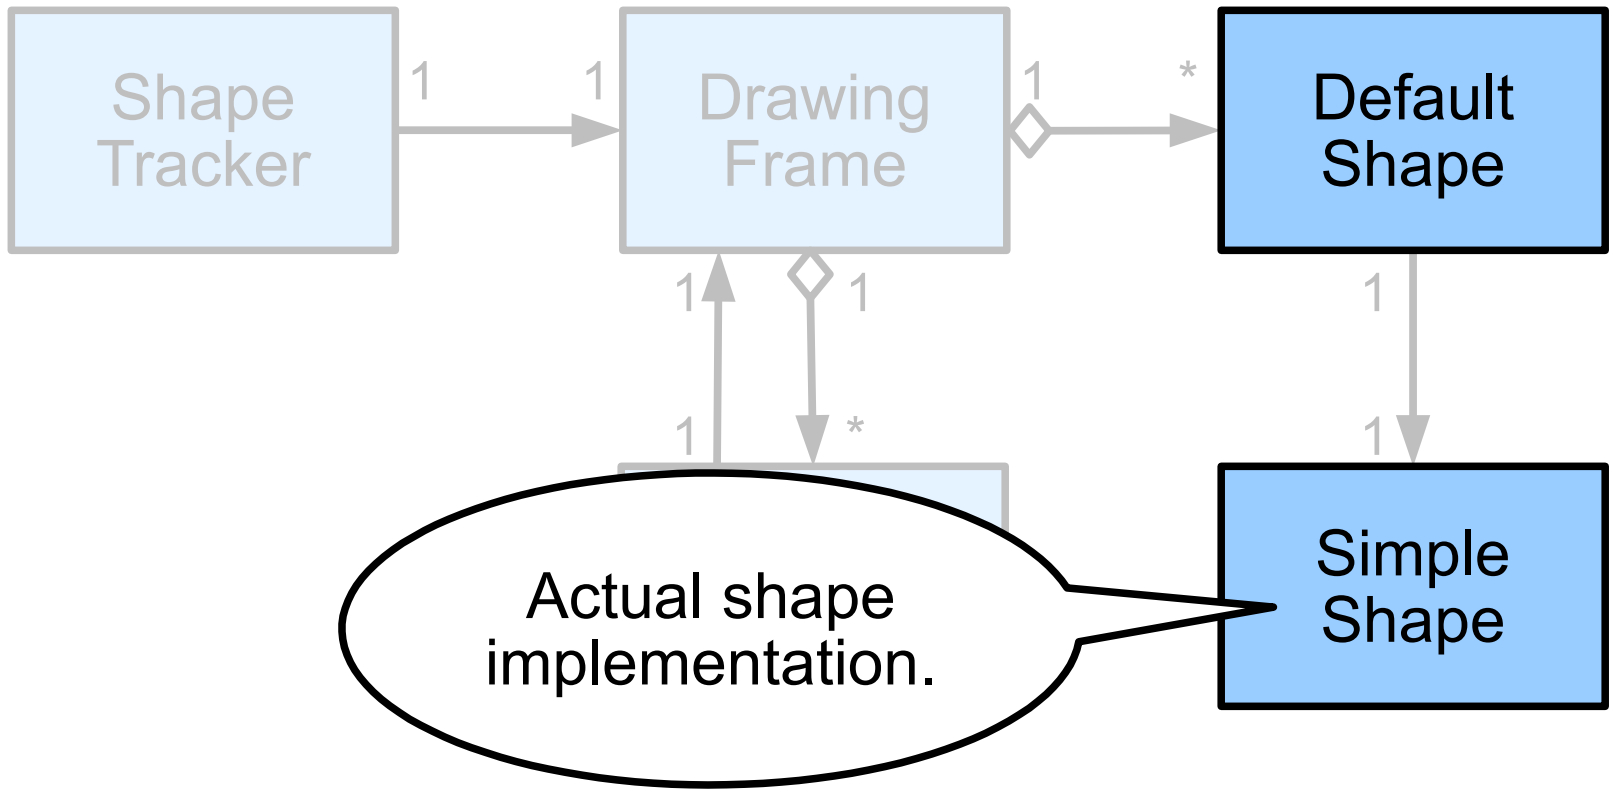 Shape
Tracker
1
1
Drawing
Frame
1
*
Default
Shape
1
1
1
1
*
1
Actual shape
implementation.
Simple
Shape